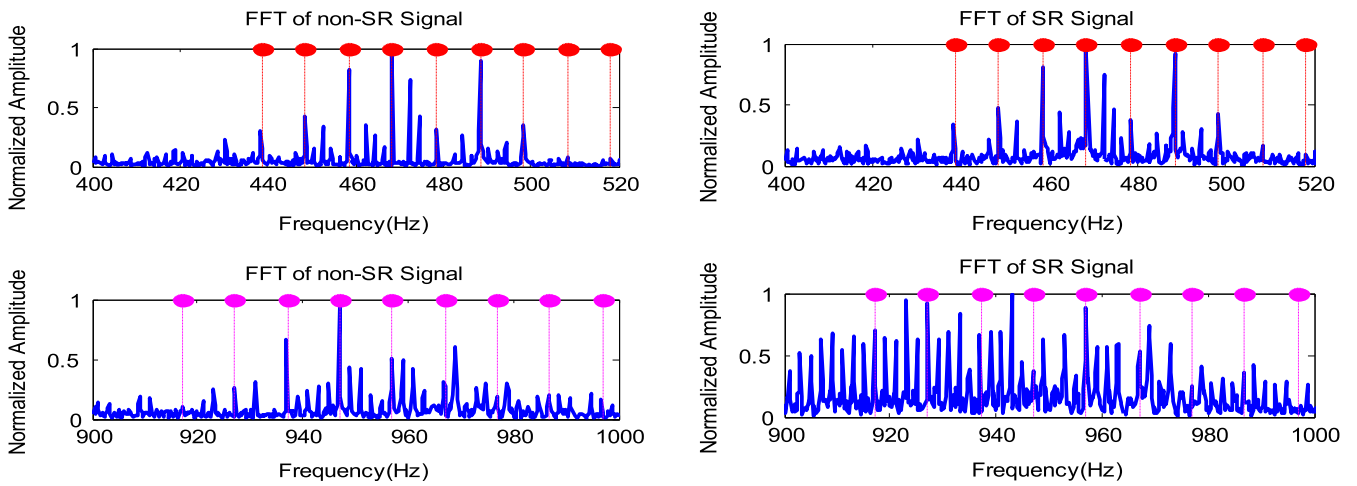 FFT of non-SR Signal
Normalized Amplitude
1
0.5
0
400 420 440 460 480 500 520
Frequency(Hz)
FFT of SR Signal
Normalized Amplitude
1
0.5
0
400 420 440 460 480 500 520
Frequency(Hz)
FFT of non-SR Signal
Normalized Amplitude
1
0.5
0
900 920 940 960 980 1000
Frequency(Hz)
FFT of SR Signal
Normalized Amplitude
1
0.5
0
900 920 940 960 980 1000
Frequency(Hz)